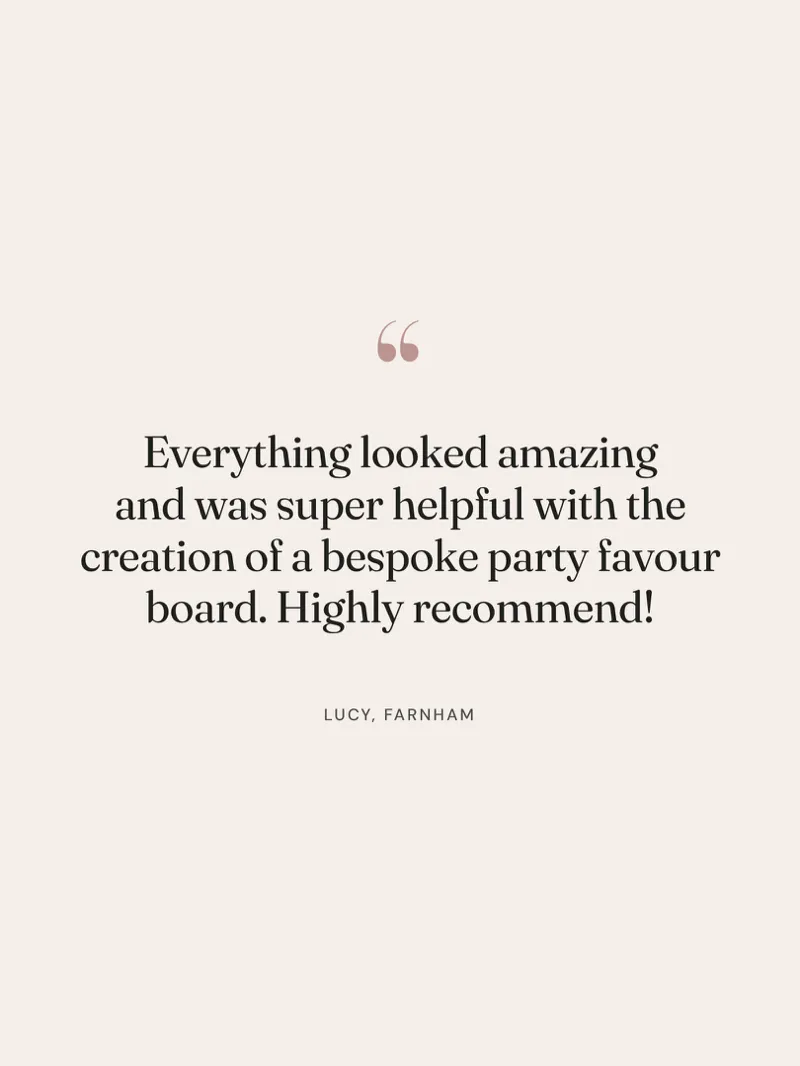 “
Everything looked amazing
and was super helpful with the
creation of a bespoke party favour
board. Highly recommend!
LUCY, FARNHAM